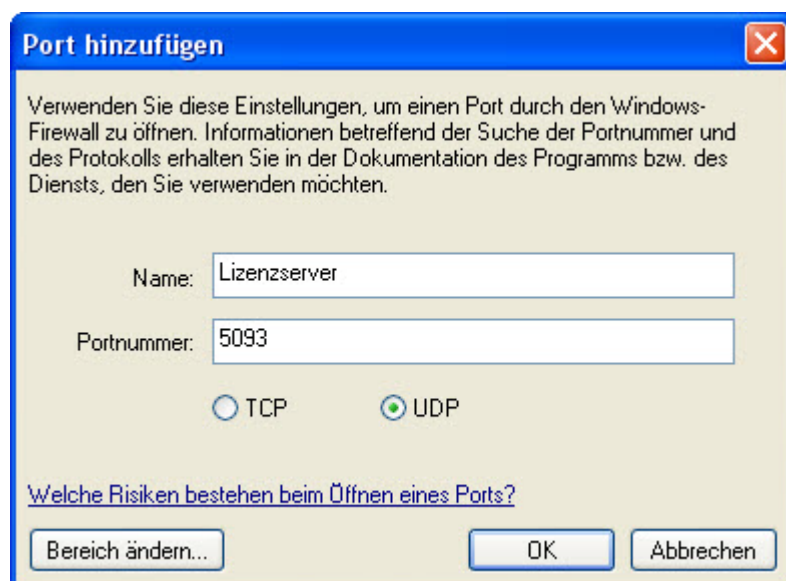 Port hinzufügen
Verwenden Sie diese Einstellungen, um einen Port durch den Windows-
Firewall zu öffnen. Informationen betreffend der Suche der Portnummer und
des Protokolls erhalten Sie in der Dokumentation des Programms bzw. des
Diensts, den Sie verwenden möchten.
Name: Lizenzserver
Portnummer: 5093
TCP UDP
Welche Risiken bestehen beim Öffnen eines Ports?
Bereich ändern... OK Abbrechen